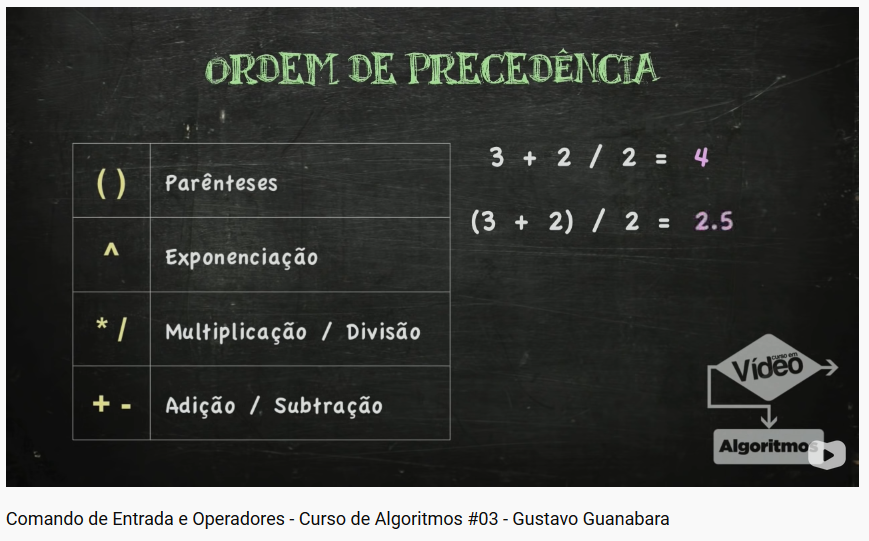 ORDEM DE PRECEDÊNCIA
( ) Parênteses
^ Exponenciação
* / Multiplicação / Divisão
+ - Adição / Subtração
3 + 2 / 2 = 4
(3 + 2) / 2 = 2.5
curso em
Vídeo
Algoritmos
Comando de Entrada e Operadores - Curso de Algoritmos #03 - Gustavo Guanabara